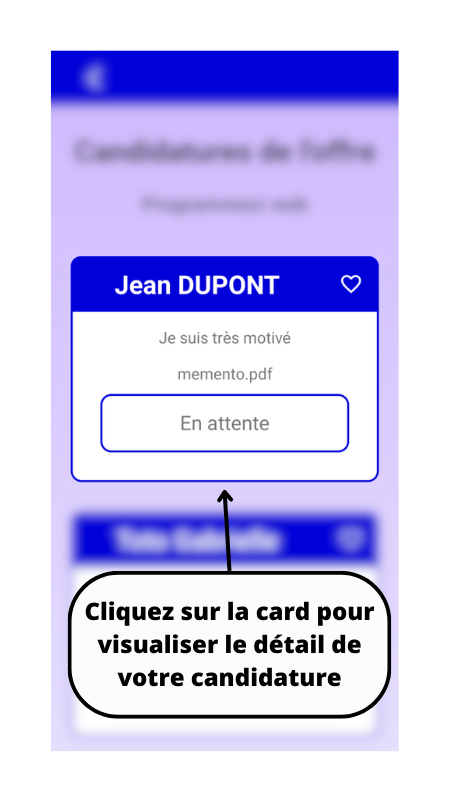 Candidatures de l'offre
Programmeur web
Jean DUPONT
Je suis très motivé
memento.pdf
En attente
Cliquez sur la card pour
visualiser le détail de
votre candidature